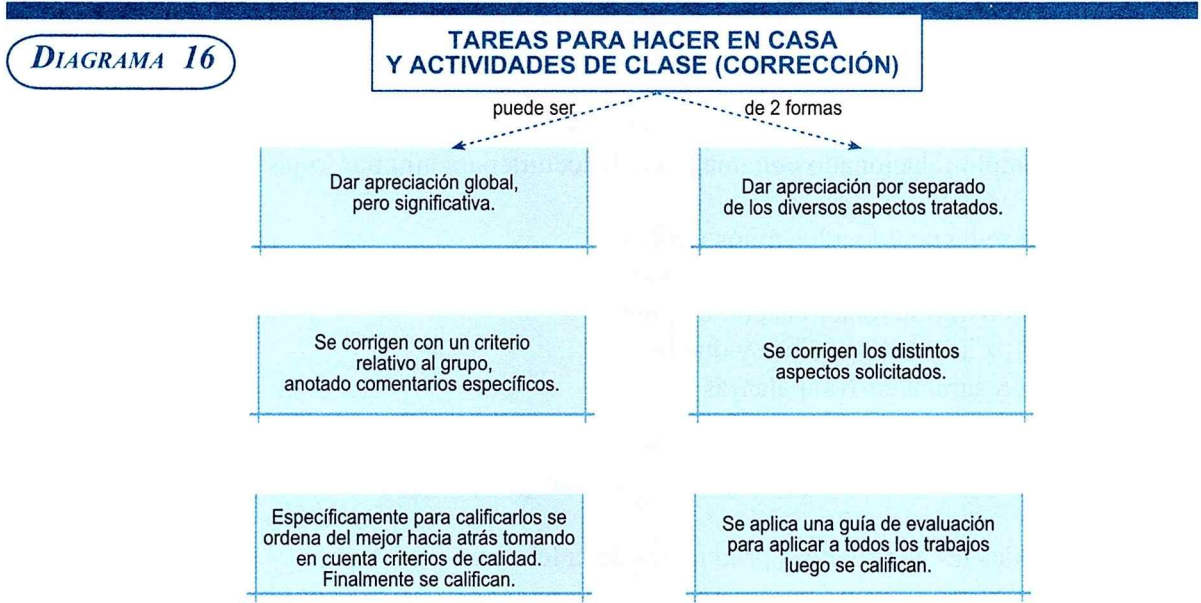 DIAGRAMA 16
TAREAS PARA HACER EN CASA
Y ACTIVIDADES DE CLASE (CORRECCIÓN)
puede ser
de 2 formas
Dar apreciación global,
pero significativa.
Dar apreciación por separado
de los diversos aspectos tratados.
Se corrigen con un criterio
relativo al grupo,
anotado comentarios específicos.
Se corrigen los distintos
aspectos solicitados.
Específicamente para calificarlos se
ordena del mejor hacia atrás tomando
en cuenta criterios de calidad.
Finalmente se califican.
Se aplica una guía de evaluación
para aplicar a todos los trabajos
luego se califican.